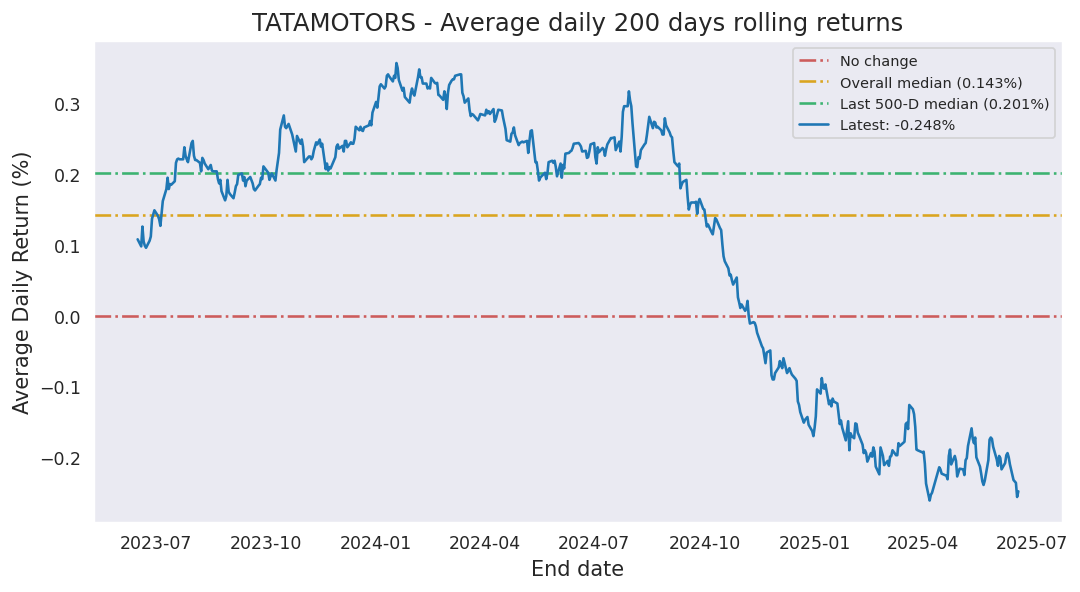 TATAMOTORS - Average daily 200 days rolling returns
No change
Overall median (0.143%)
Last 500-D median (0.201%)
Latest: -0.248%
Average Daily Return (%)
0.3
0.2
0.1
0.0
−0.1
−0.2
2023-07 2023-10 2024-01 2024-04 2024-07 2024-10 2025-01 2025-04 2025-07
End date